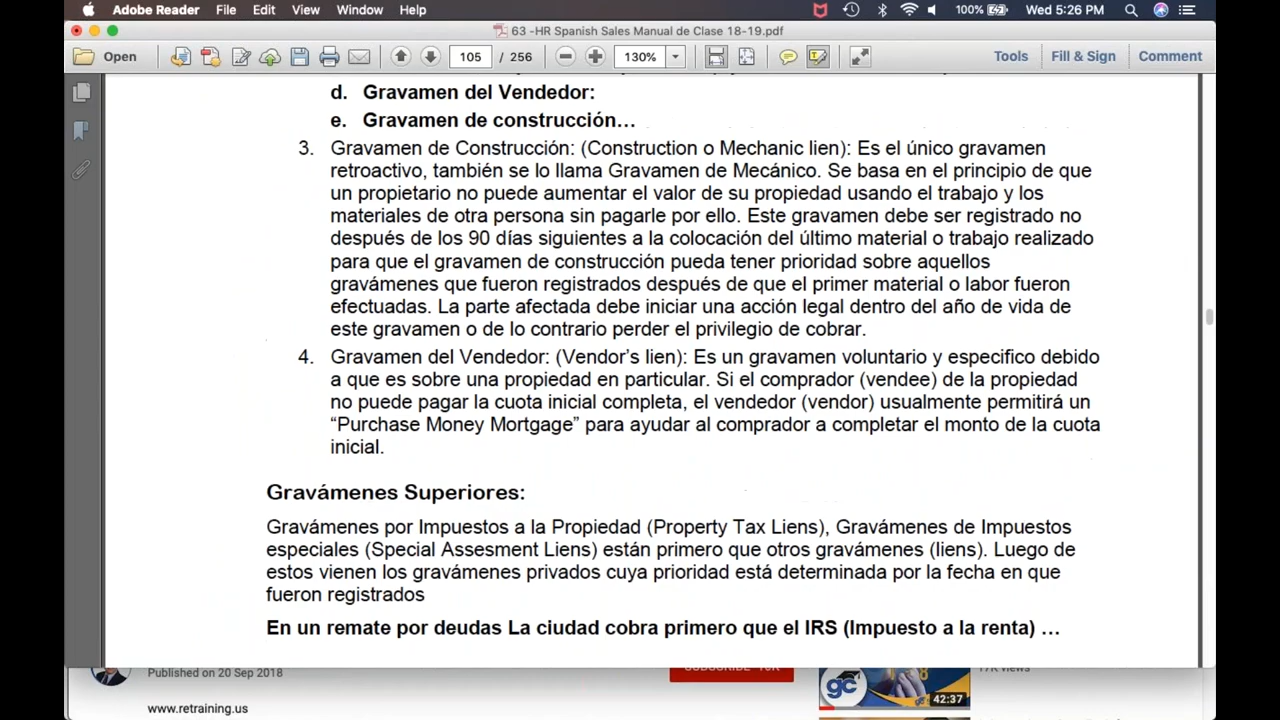 Adobe Reader File Edit View Window Help 100% Wed 5:26 PM
63 -HR Spanish Sales Manual de Clase 18-19.pdf
Open 105 / 256 130% Tools Fill & Sign Comment
d. Gravamen del Vendedor:
e. Gravamen de construcción…
3. Gravamen de Construcción: (Construction o Mechanic lien): Es el único gravamen
retroactivo, también se lo llama Gravamen de Mecánico. Se basa en el principio de que
un propietario no puede aumentar el valor de su propiedad usando el trabajo y los
materiales de otra persona sin pagarle por ello. Este gravamen debe ser registrado no
después de los 90 días siguientes a la colocación del último material o trabajo realizado
para que el gravamen de construcción pueda tener prioridad sobre aquellos
gravámenes que fueron registrados después de que el primer material o labor fueron
efectuadas. La parte afectada debe iniciar una acción legal dentro del año de vida de
este gravamen o de lo contrario perder el privilegio de cobrar.
4. Gravamen del Vendedor: (Vendor’s lien): Es un gravamen voluntario y especifico debido
a que es sobre una propiedad en particular. Si el comprador (vendee) de la propiedad
no puede pagar la cuota inicial completa, el vendedor (vendor) usualmente permitirá un
“Purchase Money Mortgage” para ayudar al comprador a completar el monto de la cuota
inicial.
Gravámenes Superiores:
Gravámenes por Impuestos a la Propiedad (Property Tax Liens), Gravámenes de Impuestos
especiales (Special Assesment Liens) están primero que otros gravámenes (liens). Luego de
estos vienen los gravámenes privados cuya prioridad está determinada por la fecha en que
fueron registrados
En un remate por deudas La ciudad cobra primero que el IRS (Impuesto a la renta) …
Published on 20 Sep 2018
gc
42:37
www.retraining.us